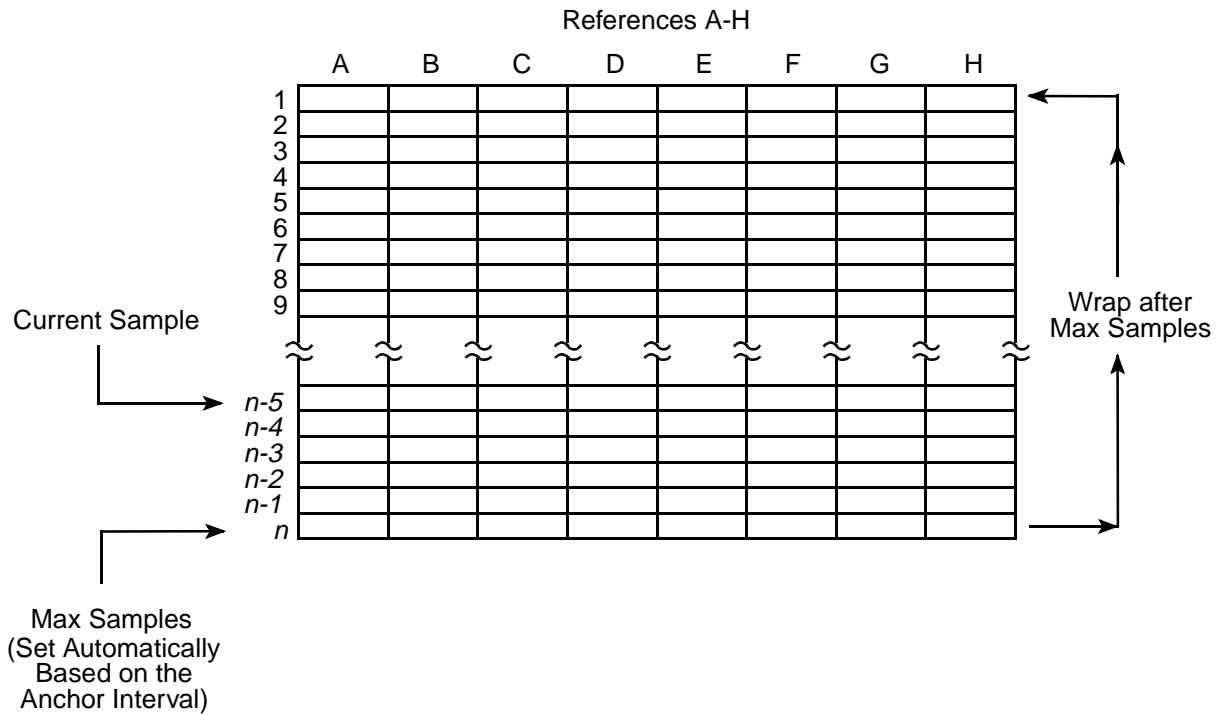 References A-H
A B C D E F G H
1
2
3
4
5
6
7
8
9
Current Sample
Wrap after
Max Samples
n-5
n-4
n-3
n-2
n-1
n
Max Samples
(Set Automatically
Based on the
Anchor Interval)